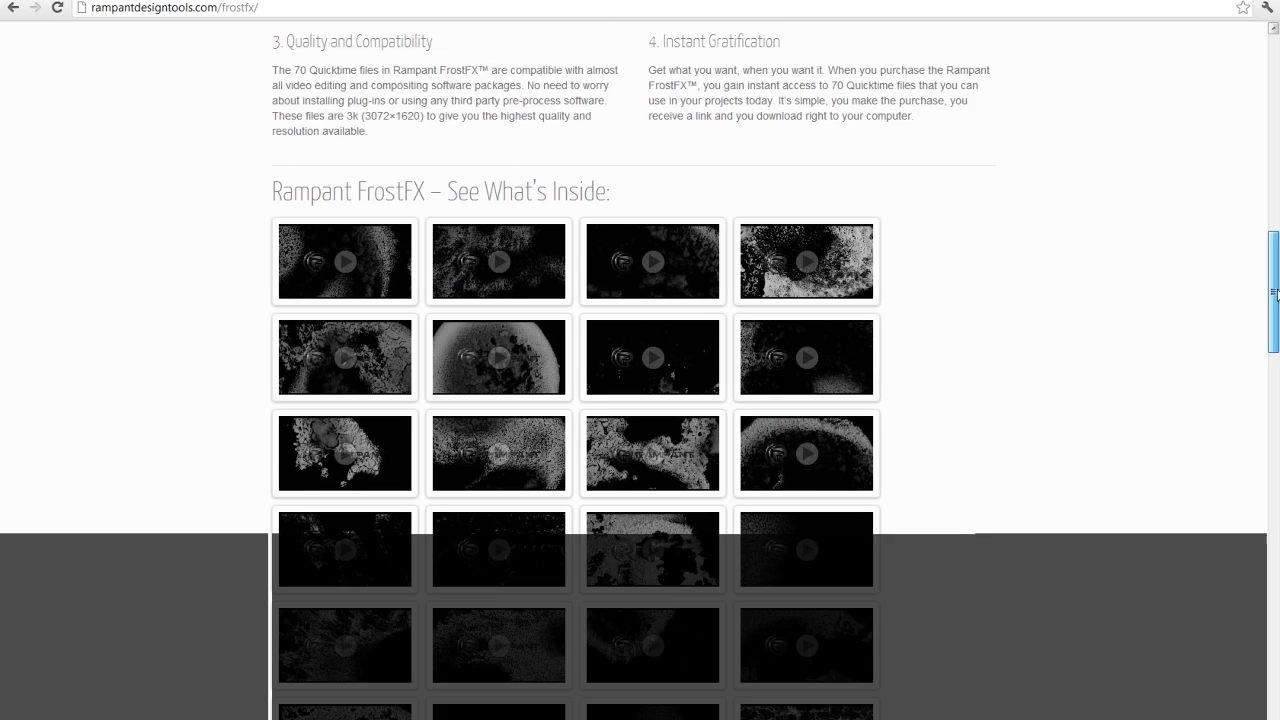 rampantdesigntools.com/frostfx/
3. Quality and Compatibility
The 70 Quicktime files in Rampant FrostFX™ are compatible with almost
all video editing and compositing software packages. No need to worry
about installing plug-ins or using any third party pre-process software.
These files are 3k (3072×1620) to give you the highest quality and
resolution available.
4. Instant Gratification
Get what you want, when you want it. When you purchase the Rampant
FrostFX™, you gain instant access to 70 Quicktime files that you can
use in your projects today. It's simple, you make the purchase, you
receive a link and you download right to your computer.
Rampant FrostFX – See What's Inside: